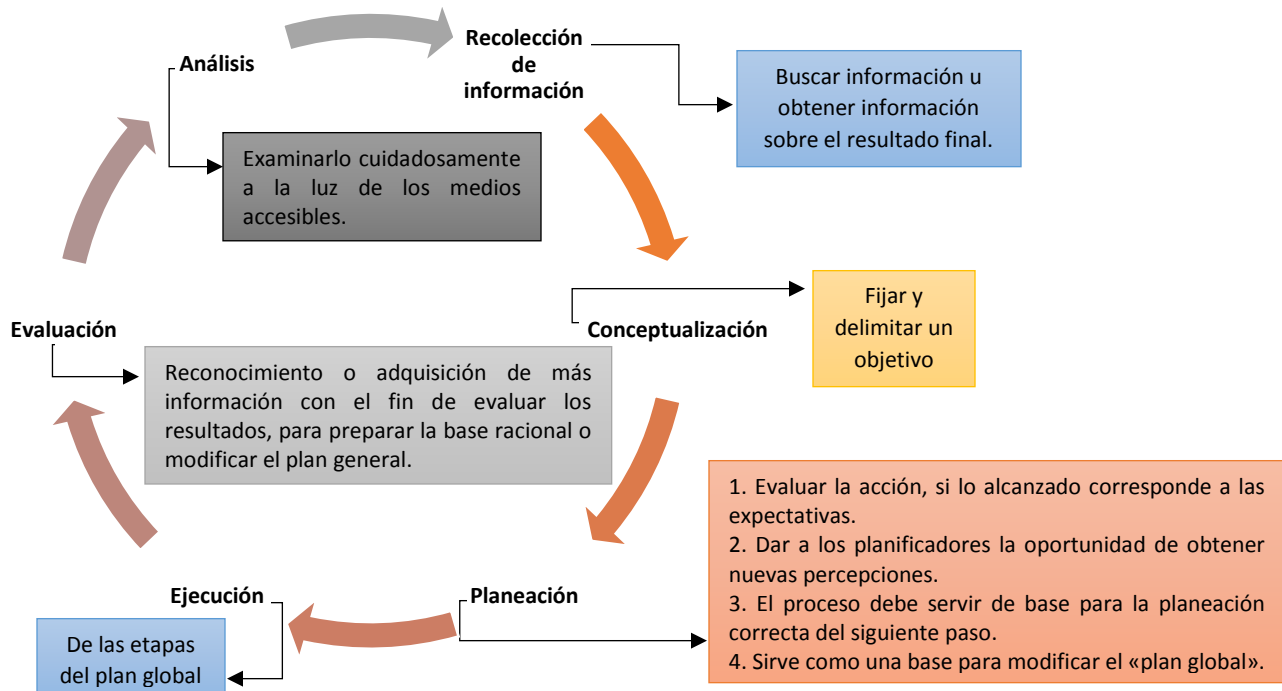 Recolección
de
información
Análisis
Buscar información u
obtener información
sobre el resultado final.
Examinarlo cuidadosamente
a la luz de los medios
accesibles.
Evaluación
Conceptualización
Fijar y
delimitar un
objetivo
Reconocimiento o adquisición de más
información con el fin de evaluar los
resultados, para preparar la base racional o
modificar el plan general.
1. Evaluar la acción, si lo alcanzado corresponde a las
expectativas.
2. Dar a los planificadores la oportunidad de obtener
nuevas percepciones.
3. El proceso debe servir de base para la planeación
correcta del siguiente paso.
4. Sirve como una base para modificar el «plan global».
Ejecución
Planeación
De las etapas
del plan global